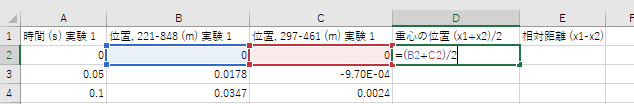 A B C D E F
1 時間 (s) 実験 1 位置, 221-848 (m) 実験 1 位置, 297-461 (m) 実験 1 重心の位置 (x1+x2)/2 相対距離 (x1-x2)
2 0 0 0 =(B2+C2)/2
3 0.05 0.0178 -9.70E-04
4 0.1 0.0347 0.0024